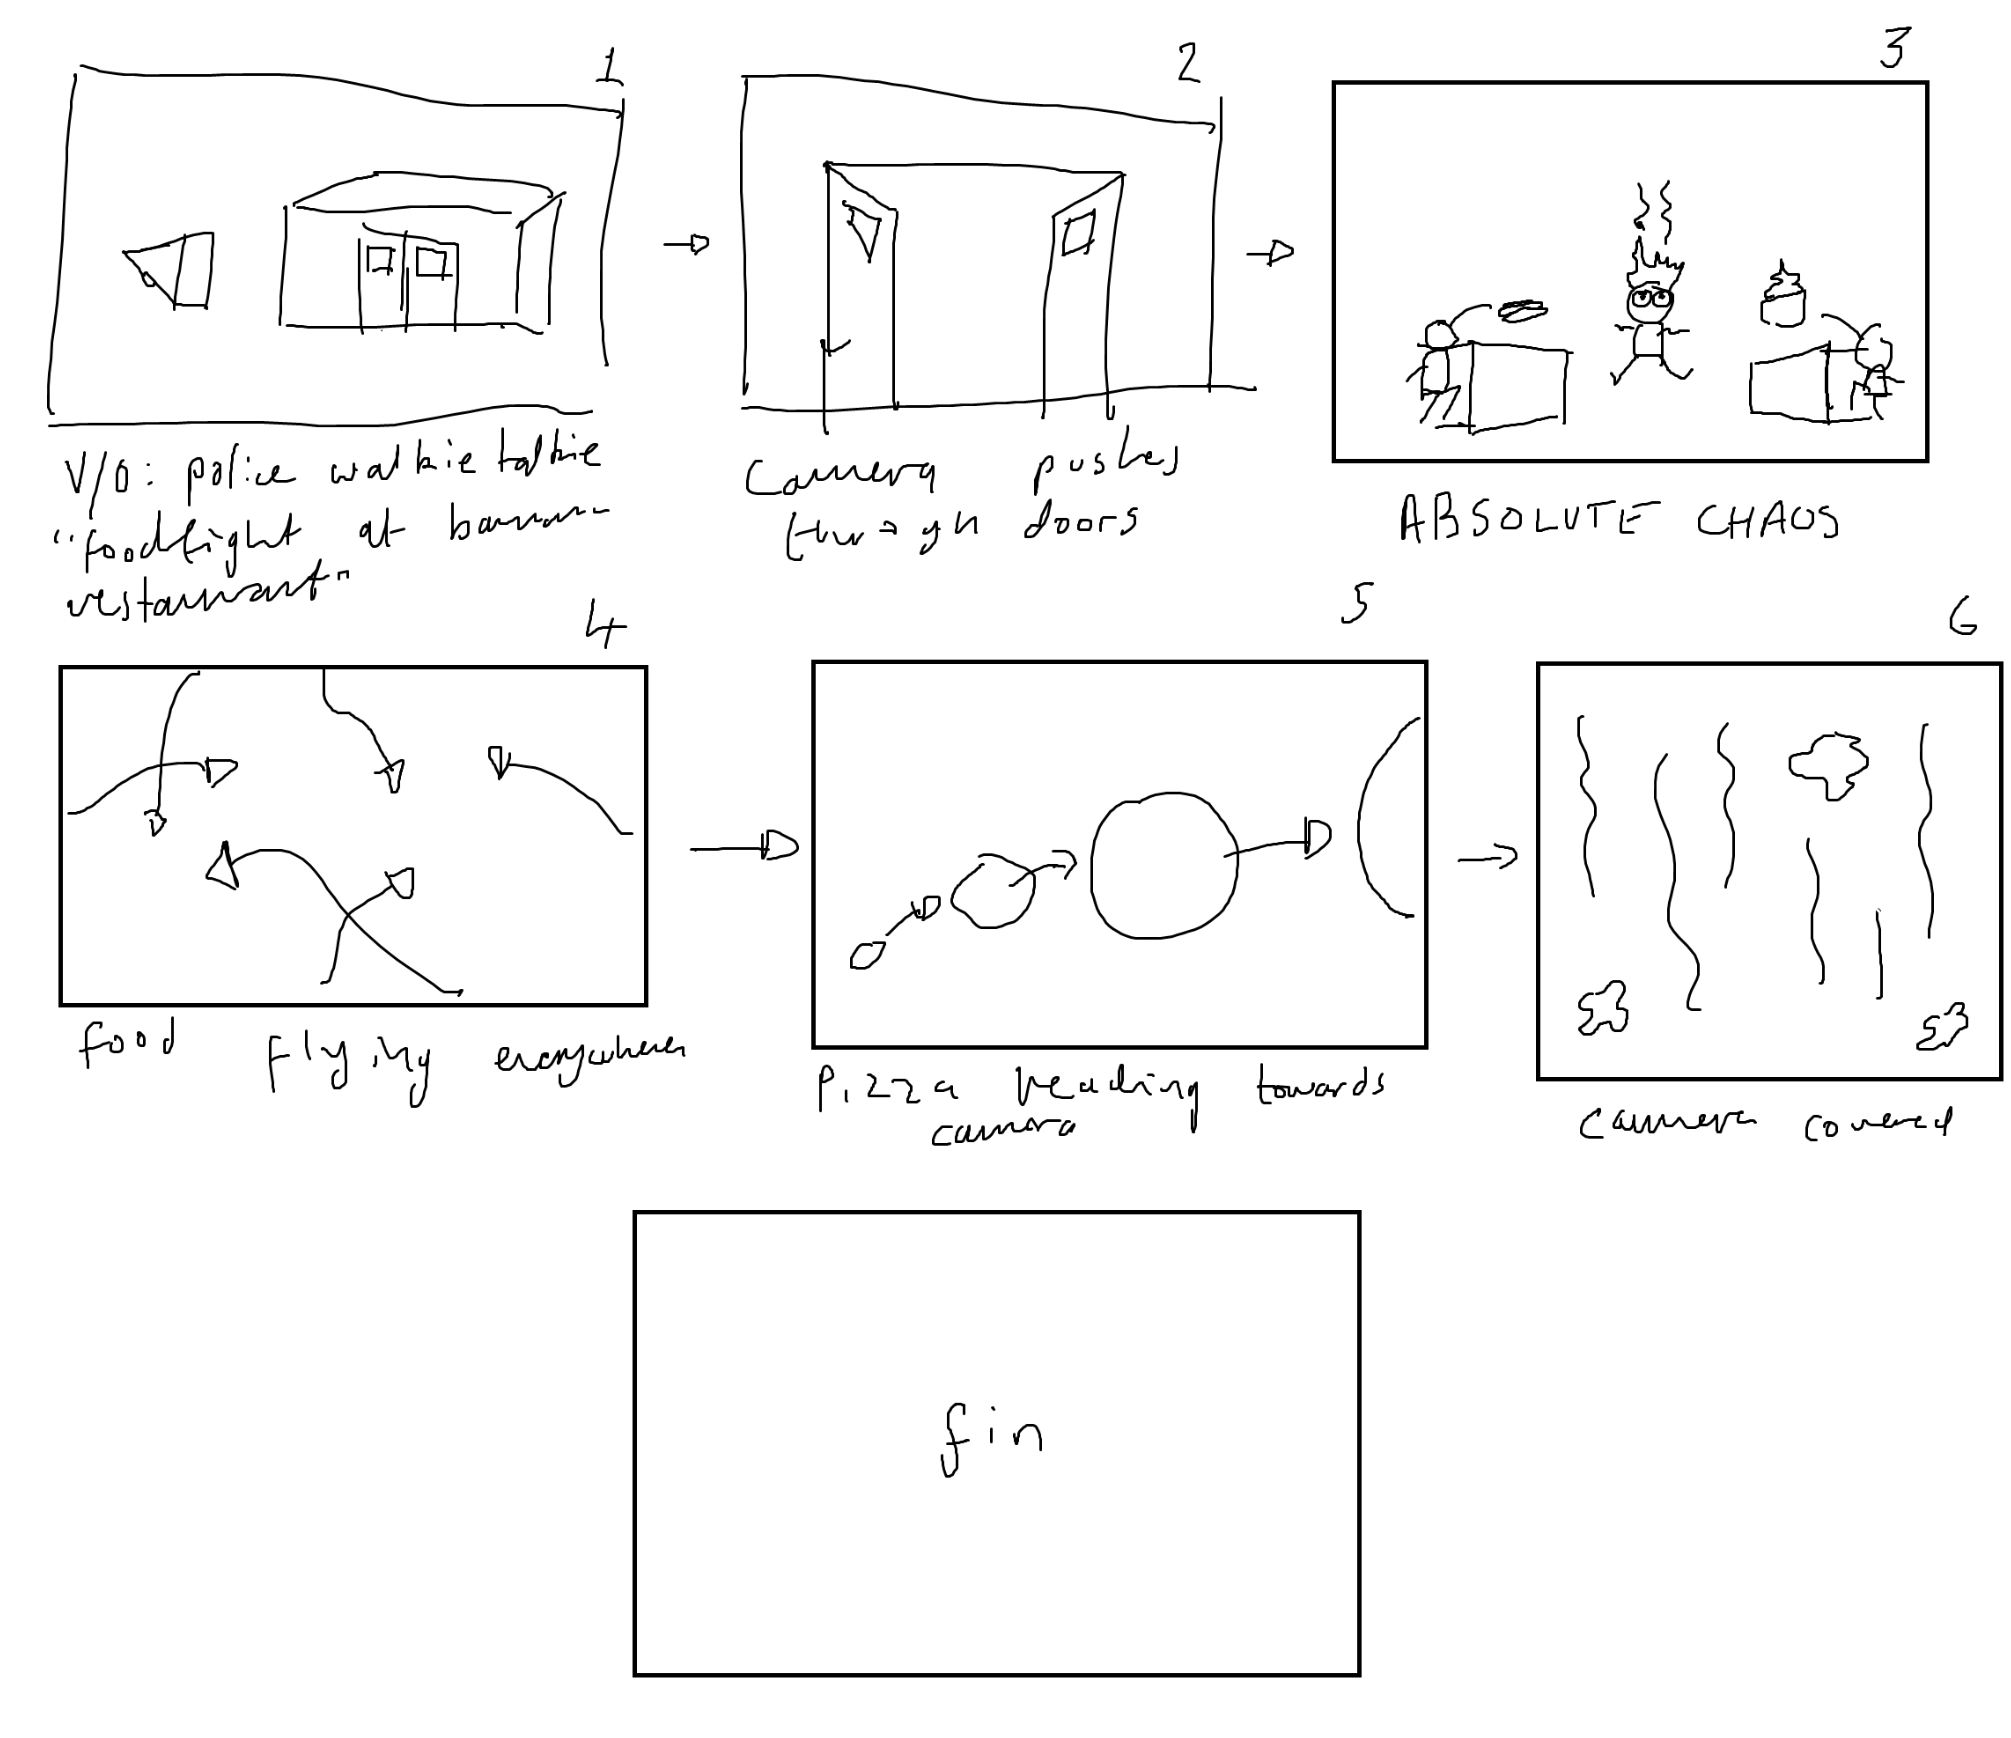 1
2
3
V/O: police walkie talkie
"foodfight at banana
restaurant"
Camera pushes
through doors
ABSOLUTE CHAOS
4
5
6
food flying everywhere
Pizza heading towards
camera
camera covered
fin